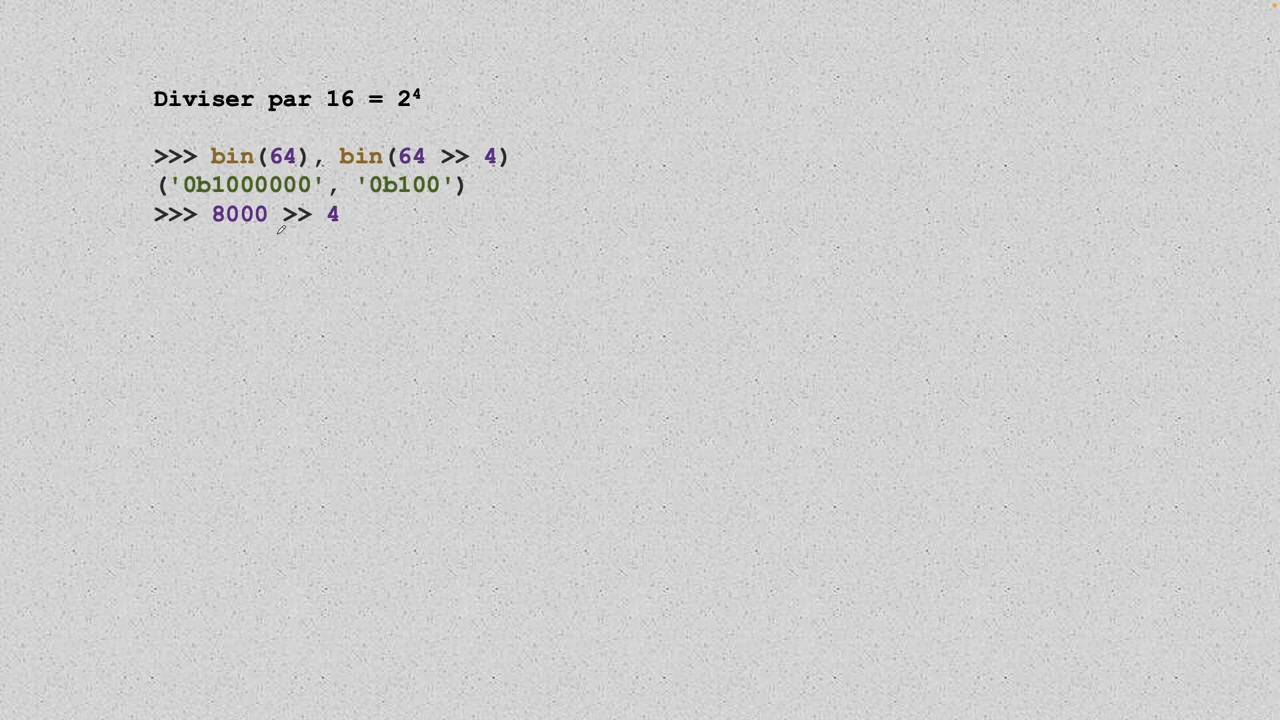 Diviser par 16 = 2⁴
>>> bin(64), bin(64 >> 4)
('0b1000000', '0b100')
>>> 8000 >> 4